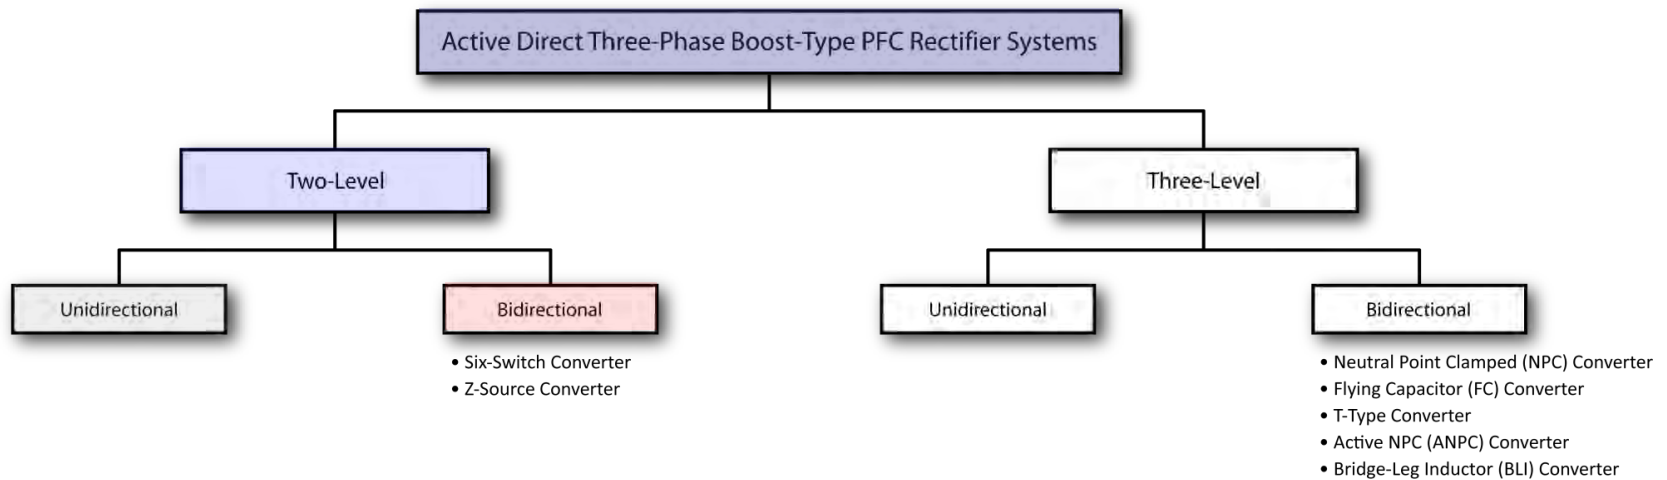 Active Direct Three-Phase Boost-Type PFC Rectifier Systems
Two-Level
Three-Level
Unidirectional
Bidirectional
Unidirectional
Bidirectional
• Six-Switch Converter
• Z-Source Converter
• Neutral Point Clamped (NPC) Converter
• Flying Capacitor (FC) Converter
• T-Type Converter
• Active NPC (ANPC) Converter
• Bridge-Leg Inductor (BLI) Converter